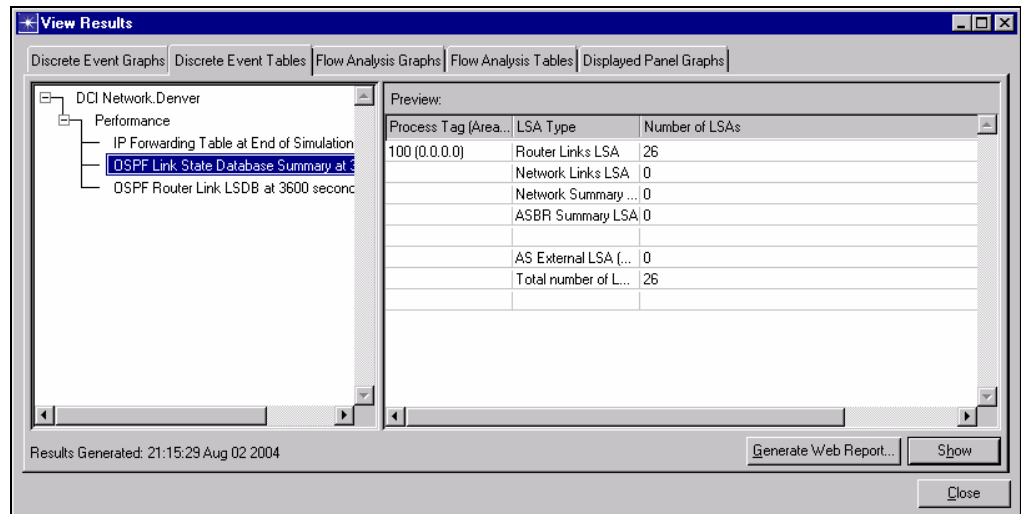 View Results
Discrete Event Graphs Discrete Event Tables Flow Analysis Graphs Flow Analysis Tables Displayed Panel Graphs
DCI Network.Denver
Performance
IP Forwarding Table at End of Simulation
OSPF Link State Database Summary at 3
OSPF Router Link LSDB at 3600 second
Preview:
Process Tag (Area... LSA Type Number of LSAs
100 (0.0.0.0) Router Links LSA 26
Network Links LSA 0
Network Summary ... 0
ASBR Summary LSA 0
AS External LSA (... 0
Total number of L... 26
Results Generated: 21:15:29 Aug 02 2004
Generate Web Report...
Show
Close